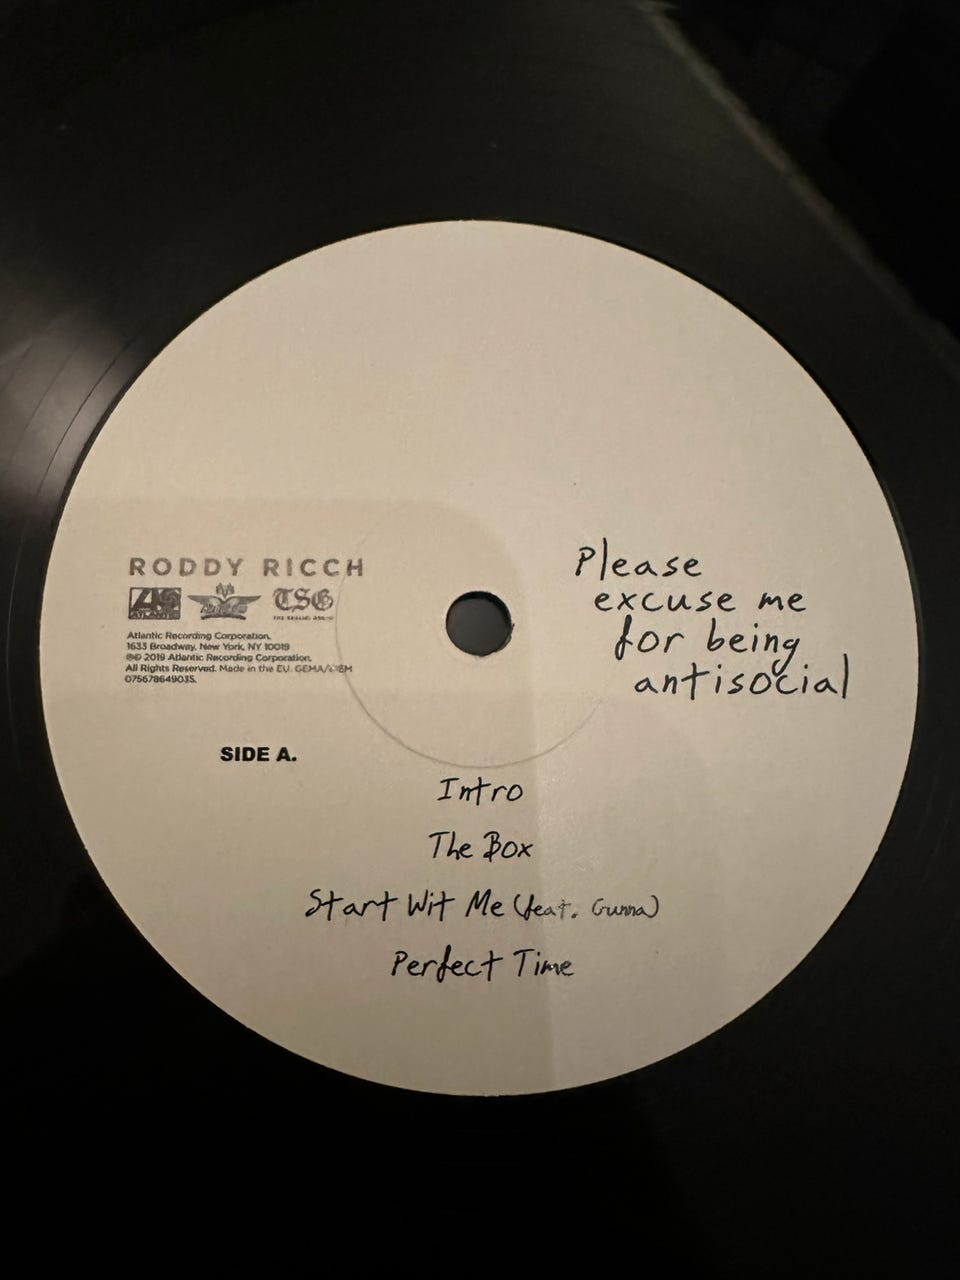 RODDY RICCH
ATLANTIC
TSG
Atlantic Recording Corporation,
1633 Broadway, New York, NY 10019
℗© 2019 Atlantic Recording Corporation.
All Rights Reserved. Made in the EU. GEMA/BIEM
075678649035.
Please
excuse me
for being
antisocial
SIDE A.
Intro
The Box
Start Wit Me (feat. Gunna)
Perfect Time